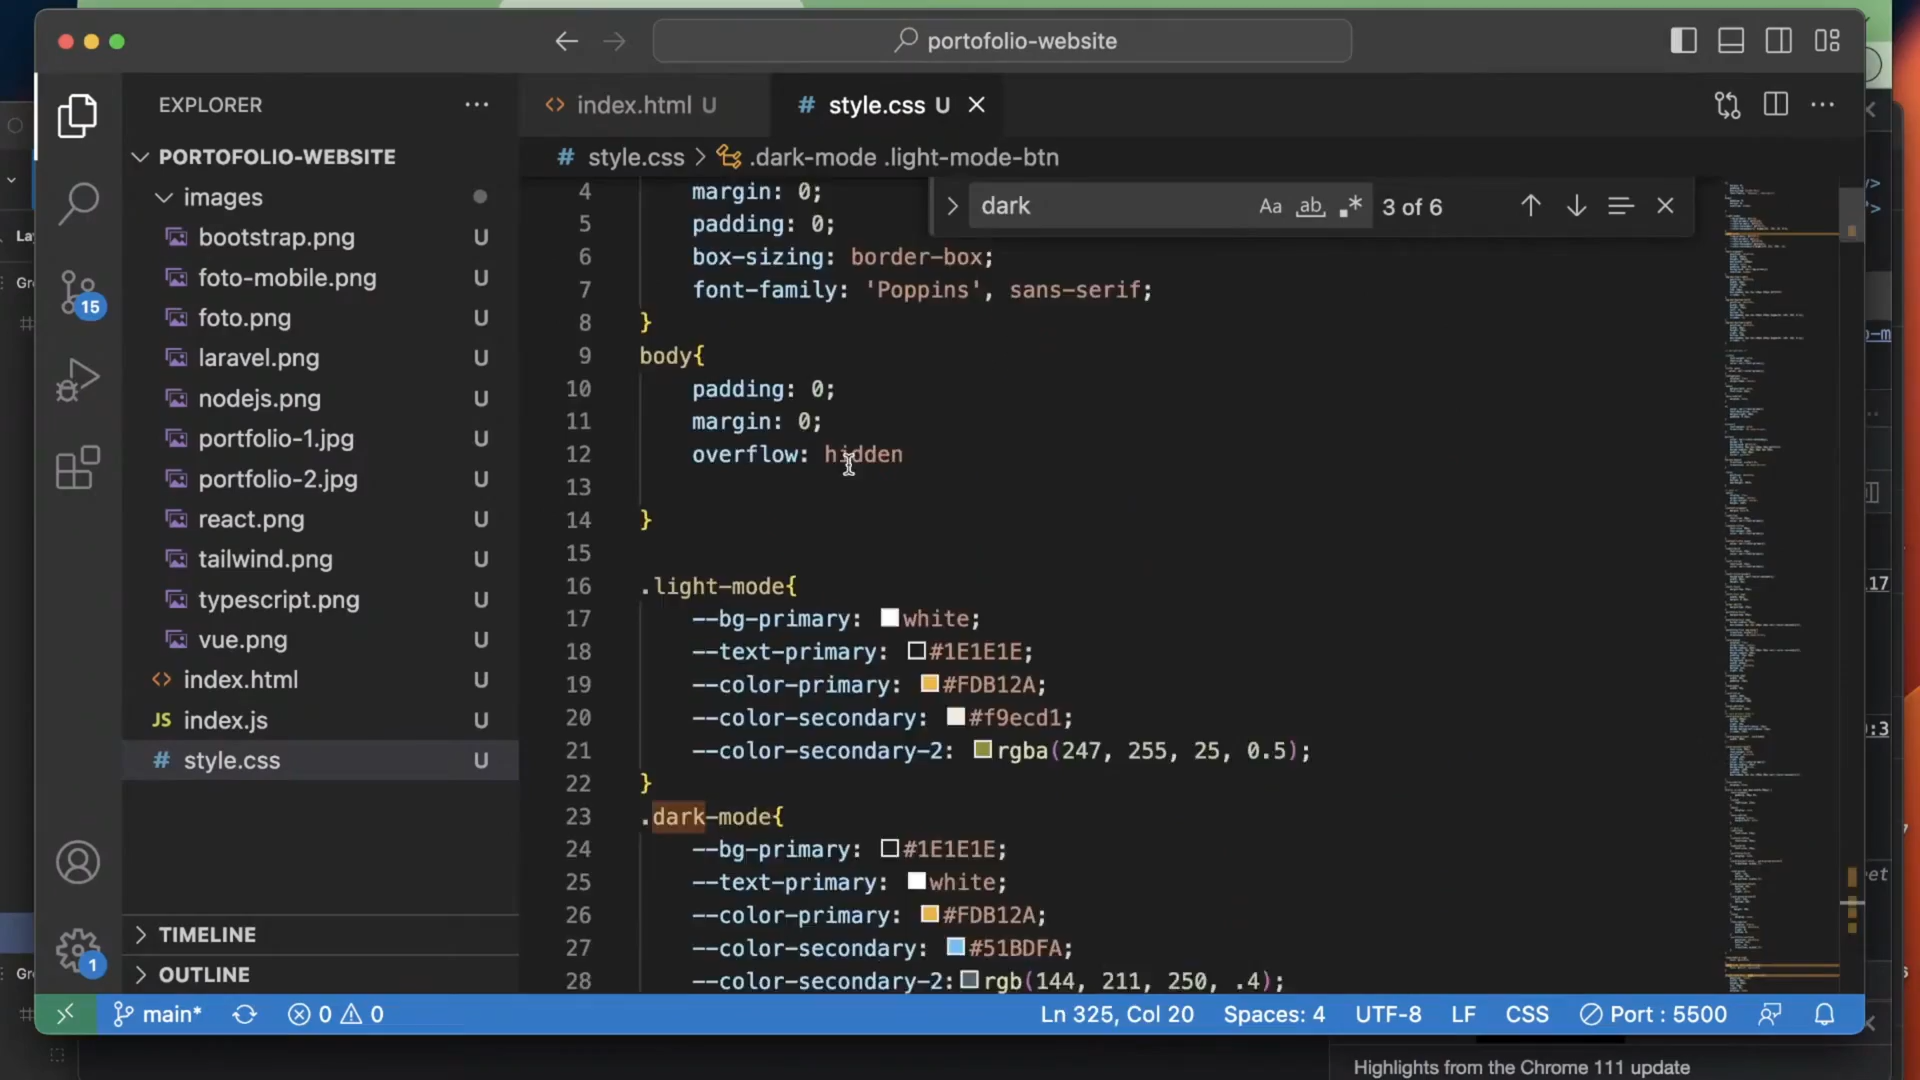 portofolio-website
EXPLORER
index.html U
style.css U
PORTOFOLIO-WEBSITE
style.css > .dark-mode .light-mode-btn
dark
Aa
ab
3 of 6
images
bootstrap.png U
foto-mobile.png U
foto.png U
laravel.png U
nodejs.png U
portfolio-1.jpg U
portfolio-2.jpg U
react.png U
tailwind.png U
typescript.png U
vue.png U
index.html U
JS index.js U
# style.css U
TIMELINE
OUTLINE
15
1
4 margin: 0;
5 padding: 0;
6 box-sizing: border-box;
7 font-family: 'Poppins', sans-serif;
8 }
9 body{
10 padding: 0;
11 margin: 0;
12 overflow: hidden
13
14 }
15
16 .light-mode{
17 --bg-primary: white;
18 --text-primary: #1E1E1E;
19 --color-primary: #FDB12A;
20 --color-secondary: #f9ecd1;
21 --color-secondary-2: rgba(247, 255, 25, 0.5);
22 }
23 .dark-mode{
24 --bg-primary: #1E1E1E;
25 --text-primary: white;
26 --color-primary: #FDB12A;
27 --color-secondary: #51BDFA;
28 --color-secondary-2: rgb(144, 211, 250, .4);
main* 0 0 Ln 325, Col 20 Spaces: 4 UTF-8 LF CSS Port : 5500
Highlights from the Chrome 111 update